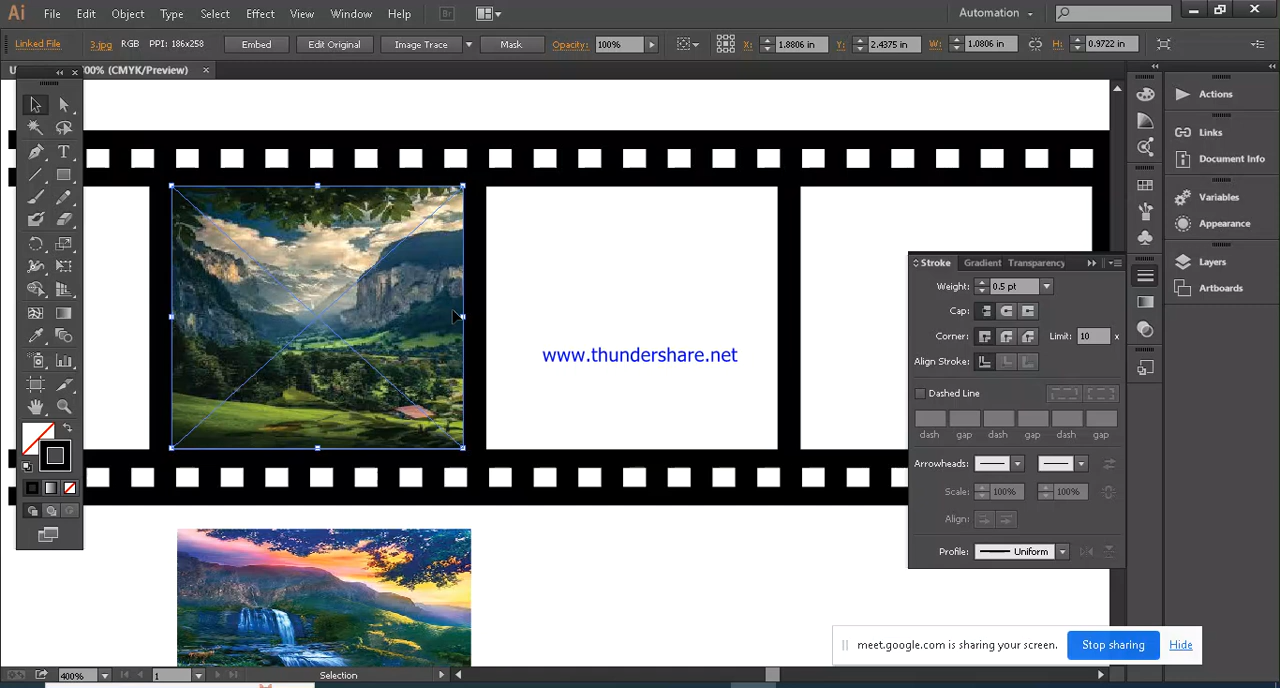 Ai File Edit Object Type Select Effect View Window Help Br Automation
Linked File 3.jpg RGB PPI: 186x258 Embed Edit Original Image Trace Mask Opacity: 100% X: 1.8806 in Y: 2.4375 in W: 1.0806 in H: 0.9722 in
00% (CMYK/Preview) ×
Actions
Links
Document Info
Variables
Appearance
Layers
Artboards
Stroke Gradient Transparency
Weight: 0.5 pt
Cap:
Corner: Limit: 10 x
Align Stroke:
Dashed Line
dash gap dash gap dash gap
Arrowheads:
Scale: 100% 100%
Align:
Profile: Uniform
www.thundershare.net
meet.google.com is sharing your screen. Stop sharing Hide
400% 1 Selection